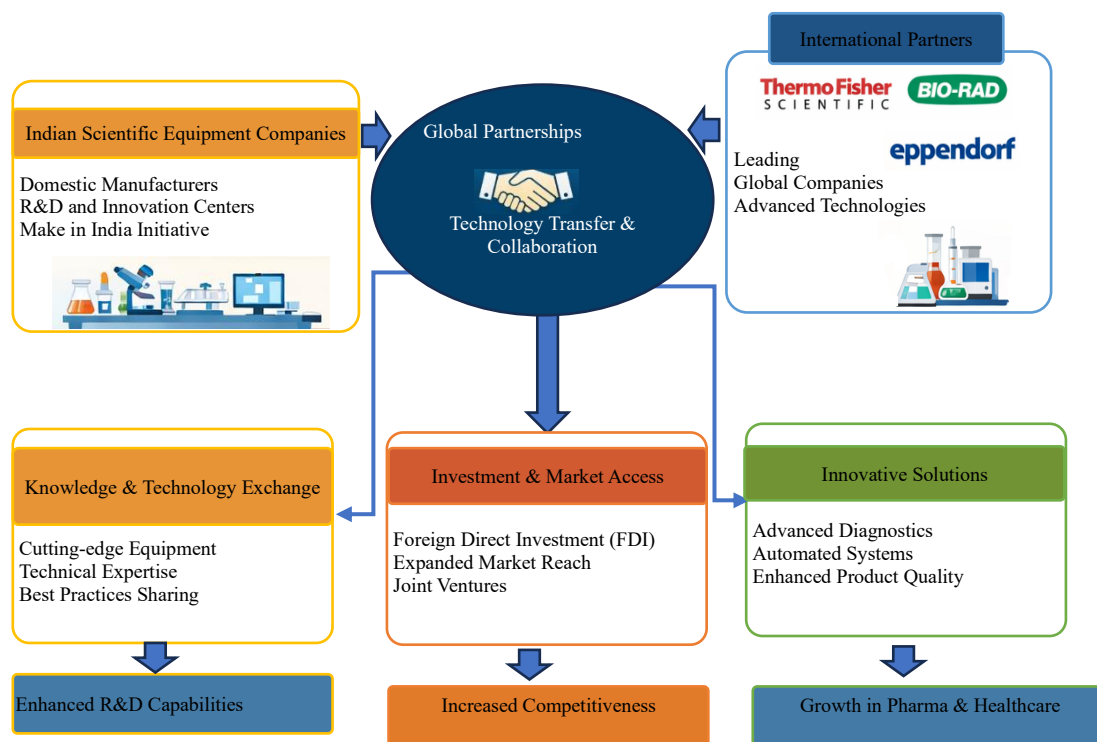 International Partners
ThermoFisher
SCIENTIFIC
BIO-RAD
eppendorf
Leading
Global Companies
Advanced Technologies
Indian Scientific Equipment Companies
Domestic Manufacturers
R&D and Innovation Centers
Make in India Initiative
Global Partnerships
Technology Transfer &
Collaboration
Knowledge & Technology Exchange
Cutting-edge Equipment
Technical Expertise
Best Practices Sharing
Investment & Market Access
Foreign Direct Investment (FDI)
Expanded Market Reach
Joint Ventures
Innovative Solutions
Advanced Diagnostics
Automated Systems
Enhanced Product Quality
Enhanced R&D Capabilities
Increased Competitiveness
Growth in Pharma & Healthcare